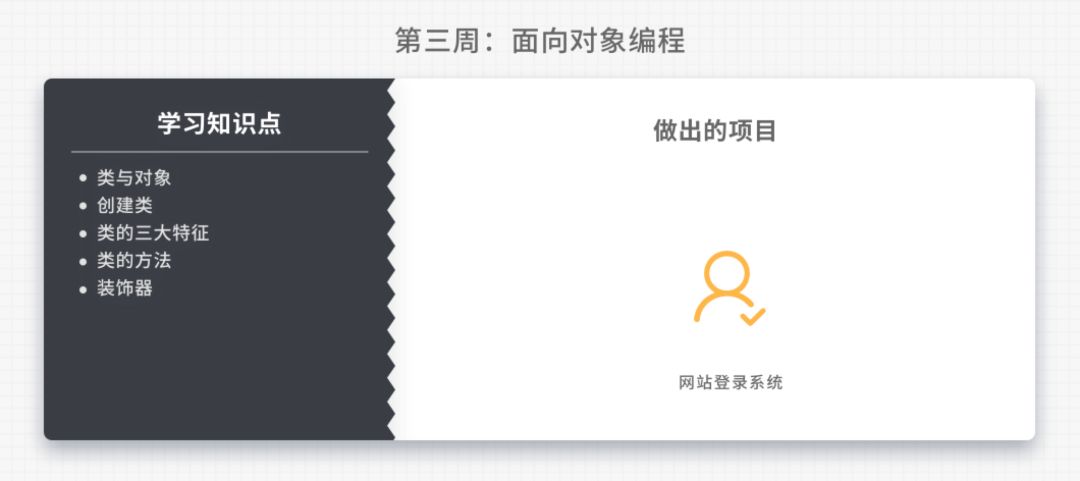 第三周：面向对象编程
学习知识点
类与对象
创建类
类的三大特征
类的方法
装饰器
做出的项目
网站登录系统